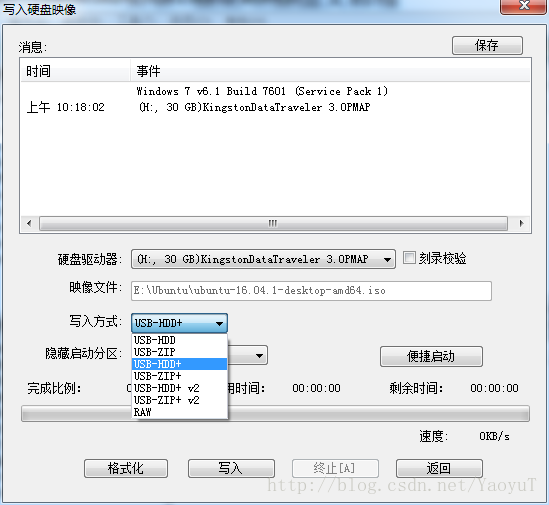 写入硬盘映像
消息:
保存
时间 事件
Windows 7 v6.1 Build 7601 (Service Pack 1)
上午 10:18:02 (H:, 30 GB)KingstonDataTraveler 3.0PMAP
硬盘驱动器: (H:, 30 GB)KingstonDataTraveler 3.0PMAP 刻录校验
映像文件: E:\Ubuntu\ubuntu-16.04.1-desktop-amd64.iso
写入方式: USB-HDD+
USB-HDD
USB-ZIP
USB-HDD+
USB-ZIP+
USB-HDD+ v2
USB-ZIP+ v2
RAW
隐藏启动分区: 便捷启动
完成比例: 用时间: 00:00:00 剩余时间: 00:00:00
速度: 0KB/s
格式化 写入 终止[A] 返回
http://blog.csdn.net/YaoyuT